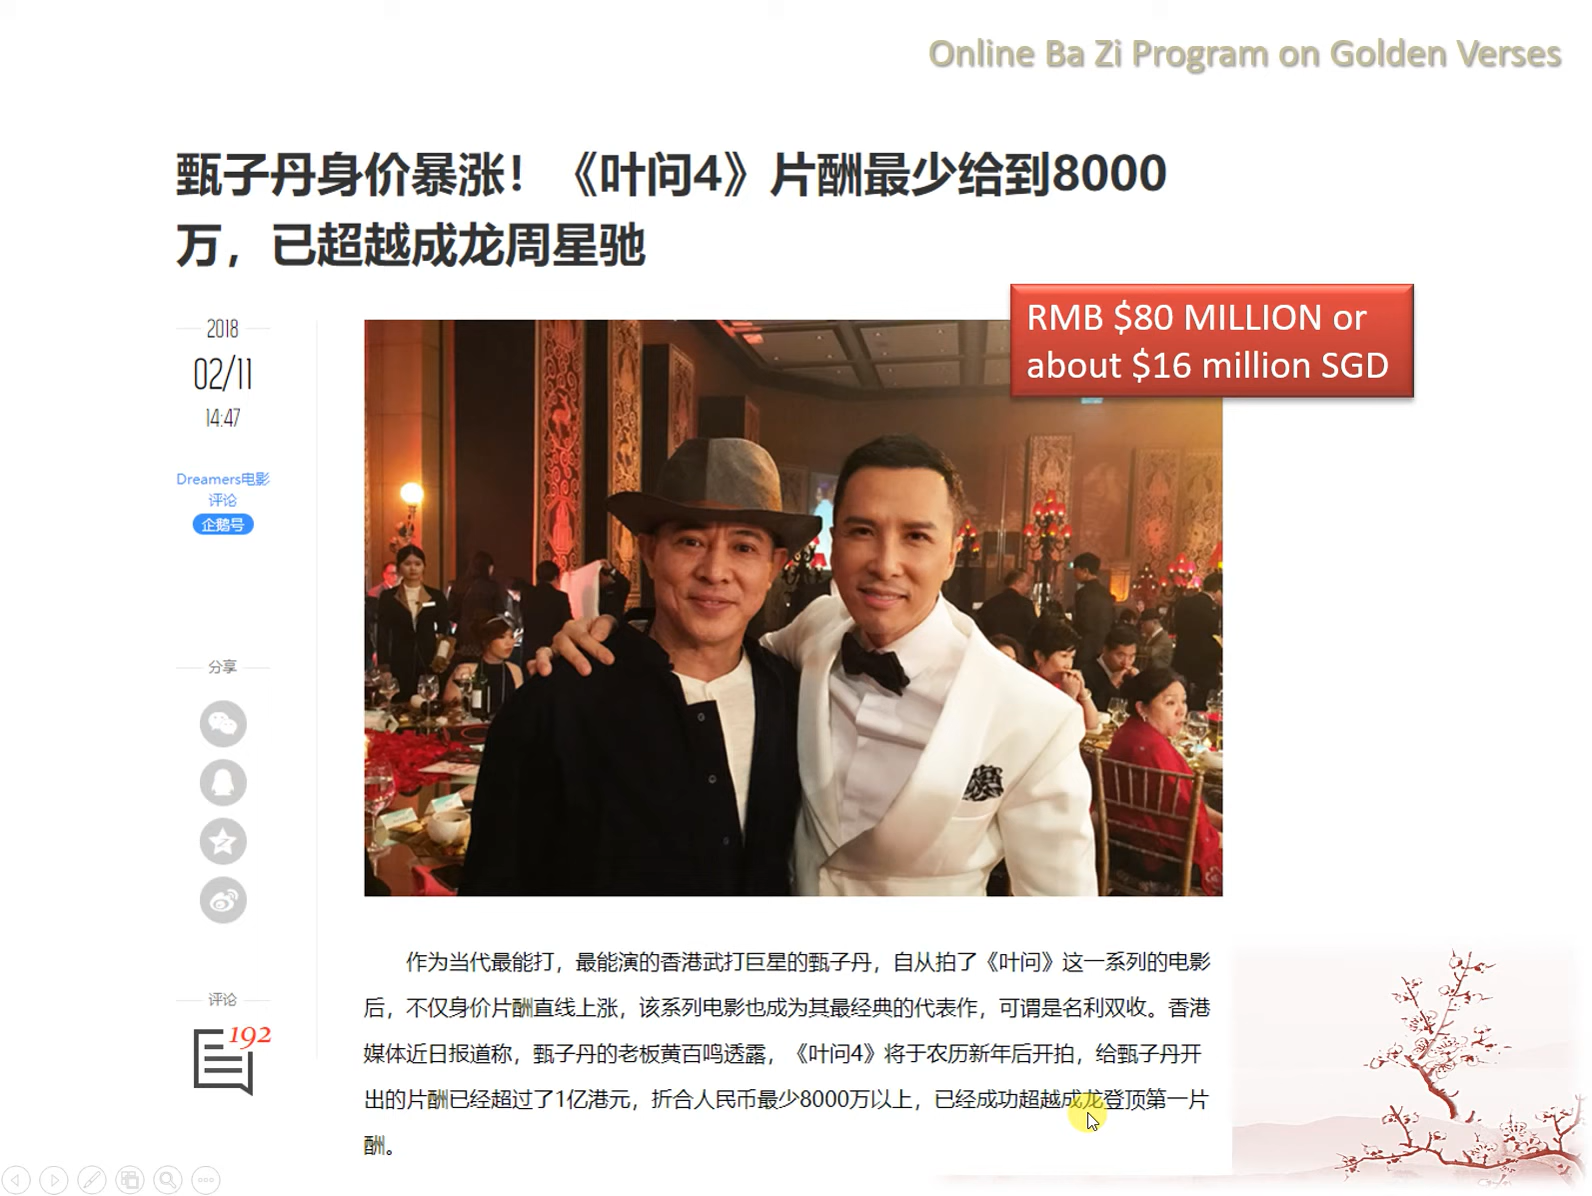 Online Ba Zi Program on Golden Verses
甄子丹身价暴涨！《叶问4》片酬最少给到8000
万，已超越成龙周星驰
RMB $80 MILLION or
about $16 million SGD
2018
02/11
14:47
Dreamers电影
评论
企鹅号
分享
评论
192
作为当代最能打，最能演的香港武打巨星的甄子丹，自从拍了《叶问》这一系列的电影
后，不仅身价片酬直线上涨，该系列电影也成为其最经典的代表作，可谓是名利双收。香港
媒体近日报道称，甄子丹的老板黄百鸣透露，《叶问4》将于农历新年后开拍，给甄子丹开
出的片酬已经超过了1亿港元，折合人民币最少8000万以上，已经成功超越成龙登顶第一片
酬。